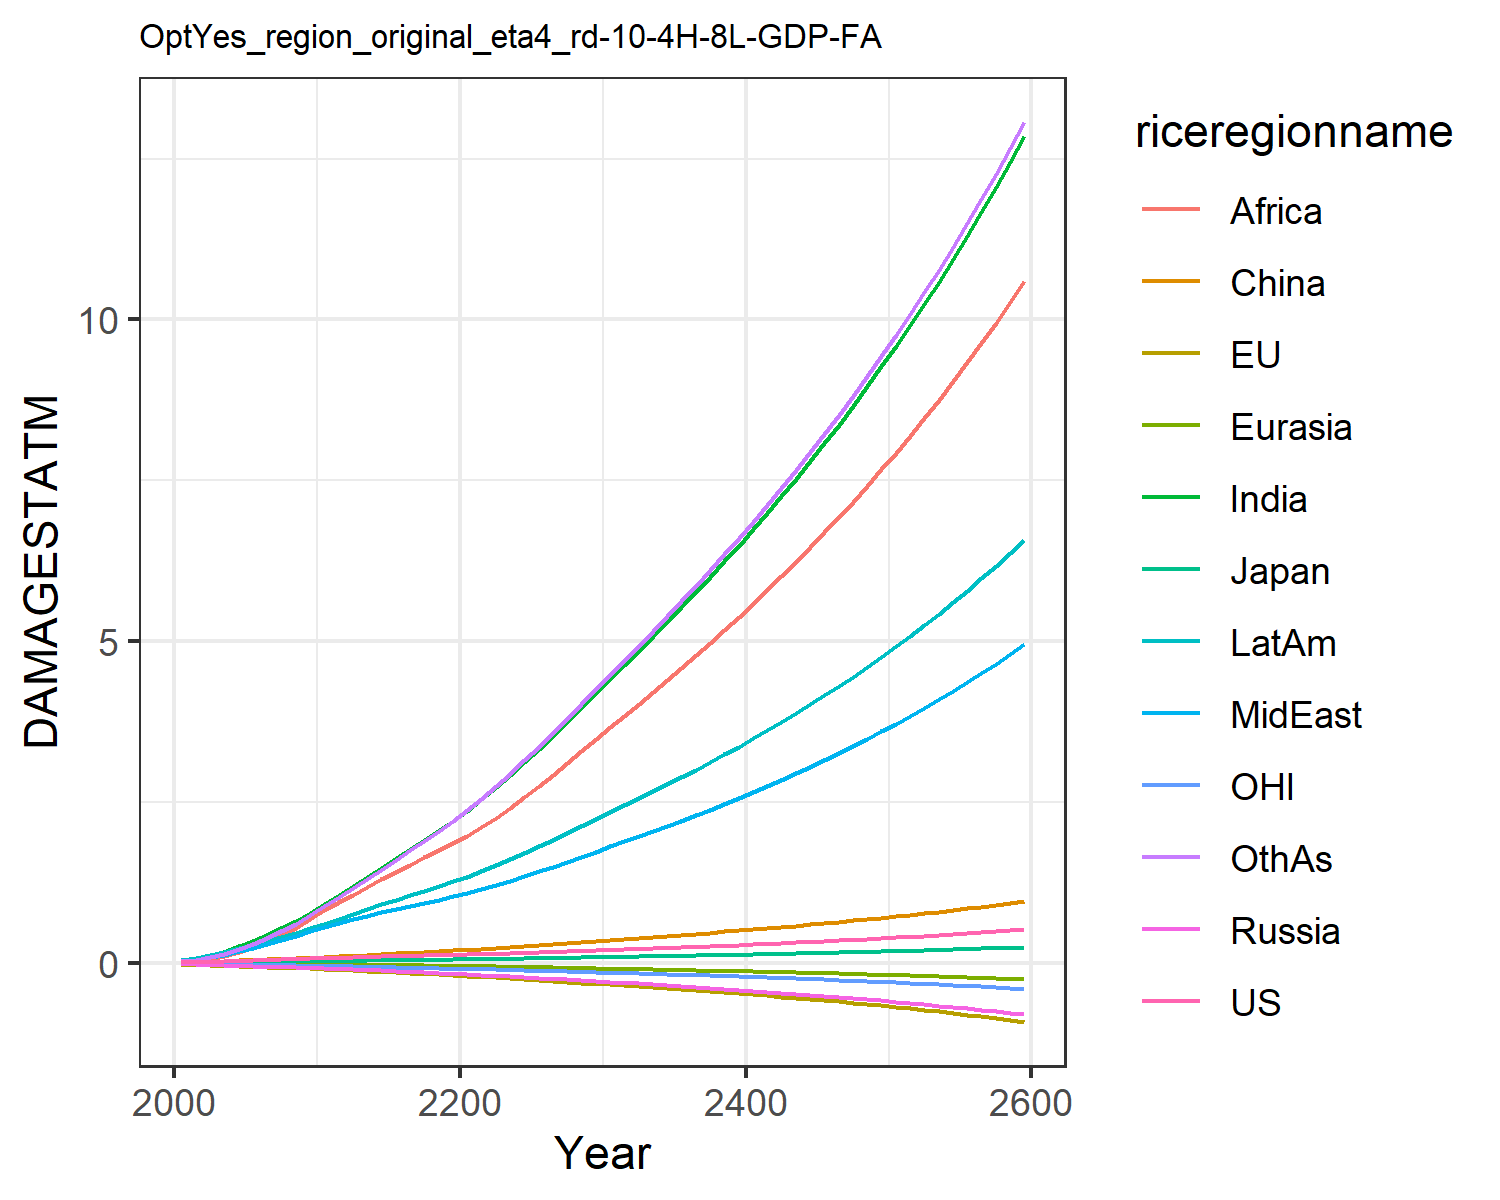 OptYes_region_original_eta4_rd-10-4H-8L-GDP-FA
riceregionname
Africa
China
EU
Eurasia
India
Japan
LatAm
MidEast
OHI
OthAs
Russia
US
DAMAGESTATM
10
5
0
2000
2200
2400
2600
Year